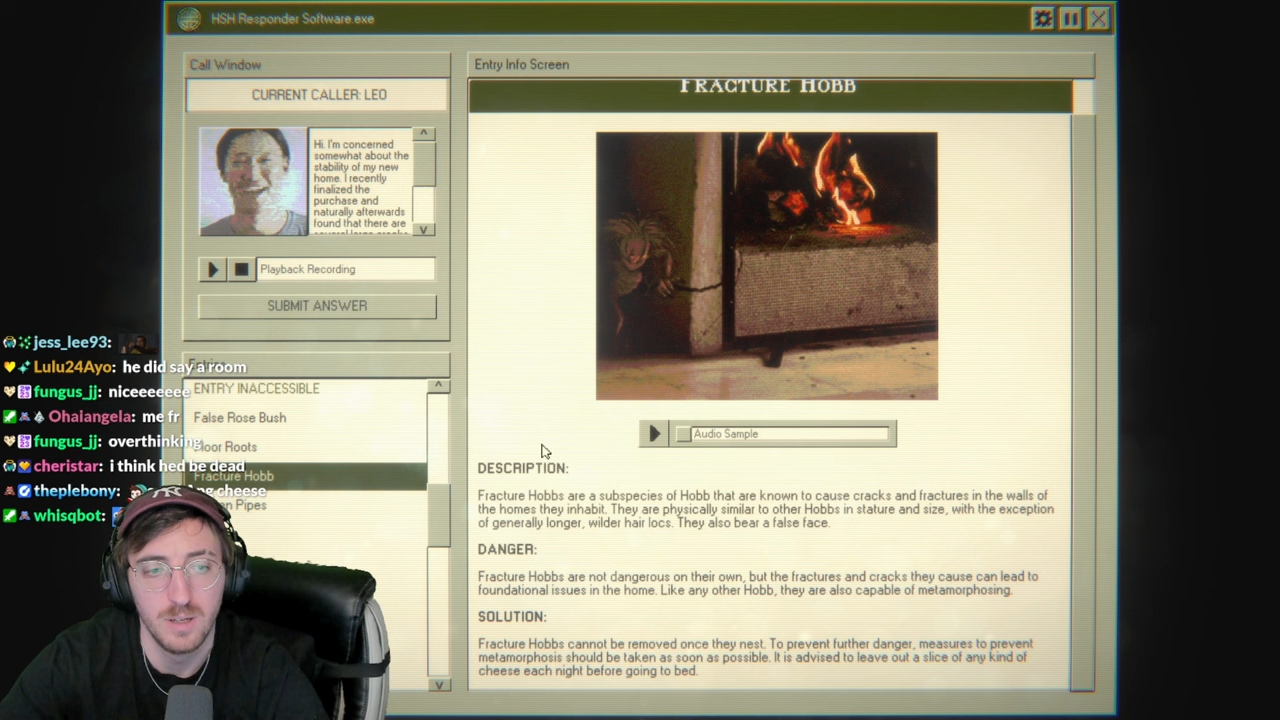 HSH Responder Software.exe
Call Window
CURRENT CALLER: LEO
Hi. I'm concerned
somewhat about the
stability of my new
home. I recently
finalized the
purchase and
naturally afterwards
found that there are
several large cracks
Playback Recording
SUBMIT ANSWER
Entries
ENTRY INACCESSIBLE
False Rose Bush
Floor Roots
Fracture Hobb
Pipes
Entry Info Screen
FRACTURE HOBB
Audio Sample
DESCRIPTION:
Fracture Hobbs are a subspecies of Hobb that are known to cause cracks and fractures in the walls of
the homes they inhabit. They are physically similar to other Hobbs in stature and size, with the exception
of generally longer, wilder hair locs. They also bear a false face.
DANGER:
Fracture Hobbs are not dangerous on their own, but the fractures and cracks they cause can lead to
foundational issues in the home. Like any other Hobb, they are also capable of metamorphosing.
SOLUTION:
Fracture Hobbs cannot be removed once they nest. To prevent further danger, measures to prevent
metamorphosis should be taken as soon as possible. It is advised to leave out a slice of any kind of
cheese each night before going to bed.
jess_lee93:
Lulu24Ayo: he did say a room
fungus_jj: niceeeeeee
Ohaiangela: me fr
fungus_jj: overthinking
cheristar: i think hed be dead
theplebony: cheese
whisqbot: